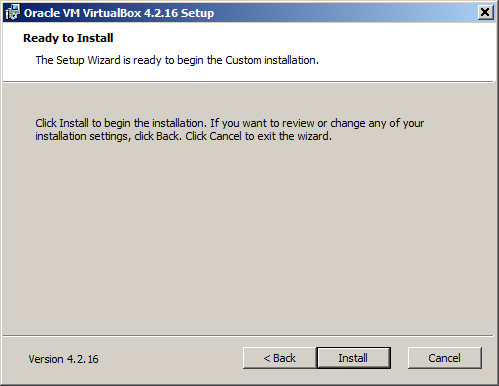 Oracle VM VirtualBox 4.2.16 Setup
Ready to Install
The Setup Wizard is ready to begin the Custom installation.
Click Install to begin the installation. If you want to review or change any of your
installation settings, click Back. Click Cancel to exit the wizard.
Version 4.2.16
< Back
Install
Cancel